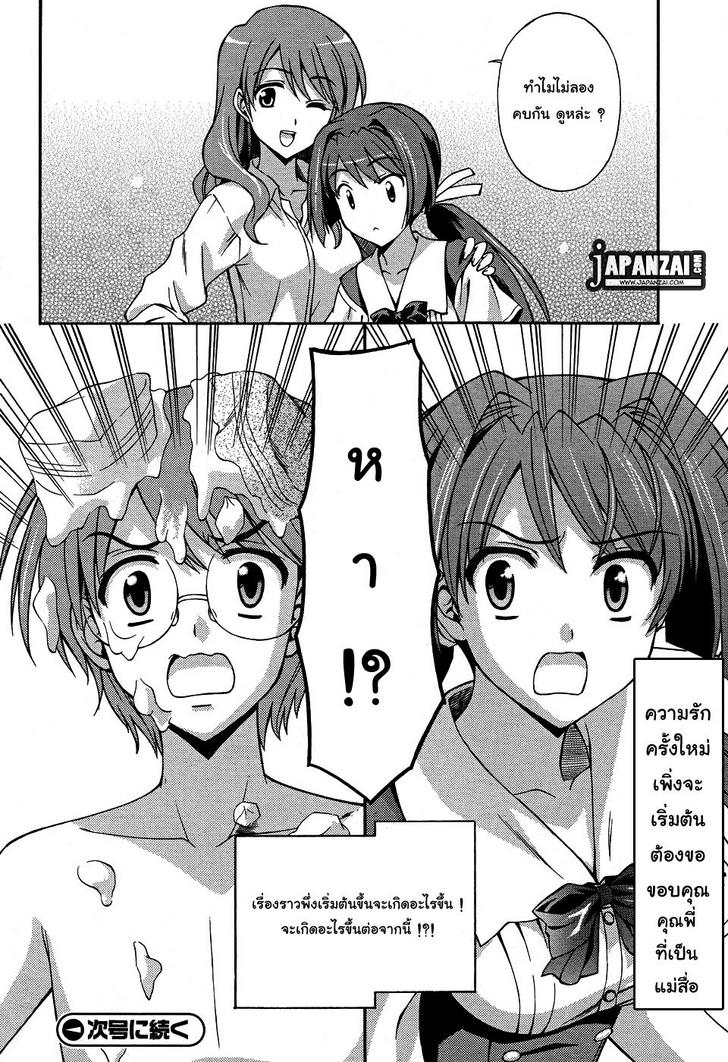 ทำไมไม่ลอง
คบกัน ดูหล่ะ ?
JAPANZAI.COM
WWW.JAPANZAI.COM
ห
า
!?
ความรัก
ครั้งใหม่
เพิ่งจะ
เริ่มต้น
ต้องขอ
ขอบคุณ
คุณพี่
ที่เป็น
แม่สื่อ
เรื่องราวพึ่งเริ่มต้นขึ้นจะเกิดอะไรขึ้น !
จะเกิดอะไรขึ้นต่อจากนี้ !?!
次号に続く